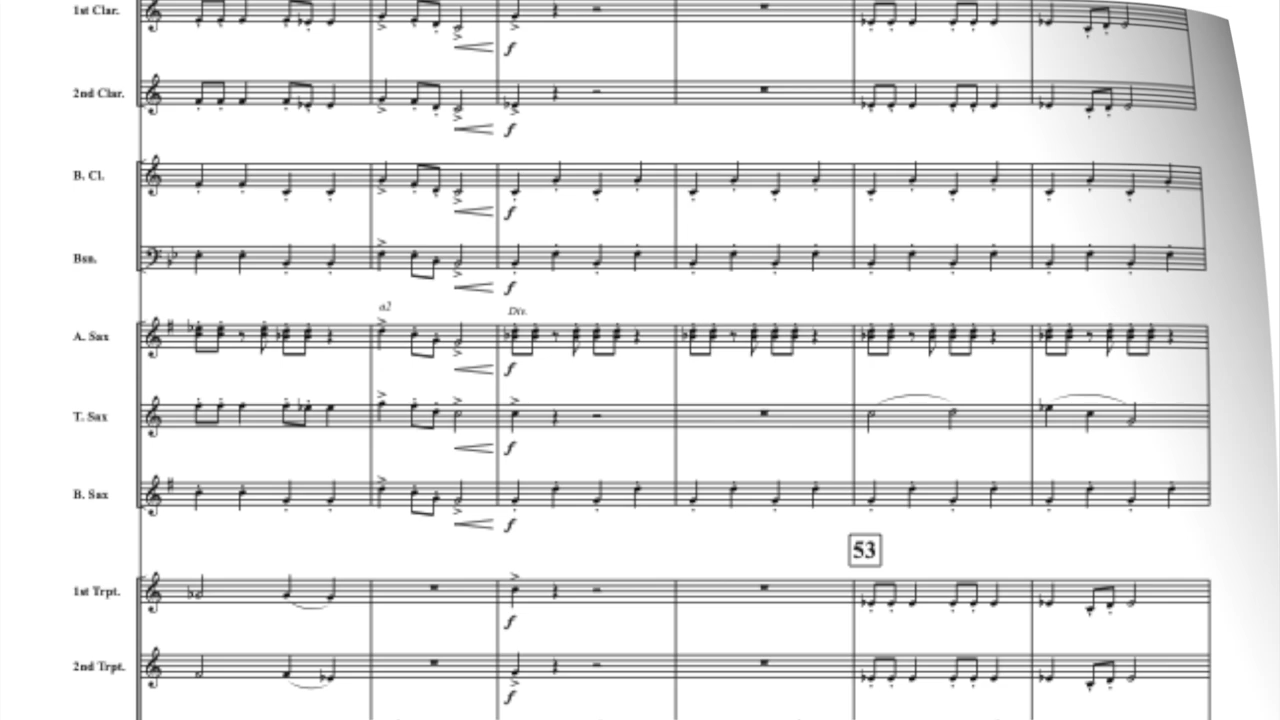 1st Clar.
f
2nd Clar.
f
B. Cl.
f
Bsn.
f
a2
Div.
A. Sax
f
T. Sax
f
B. Sax
f
53
1st Trpt.
f
2nd Trpt.
f